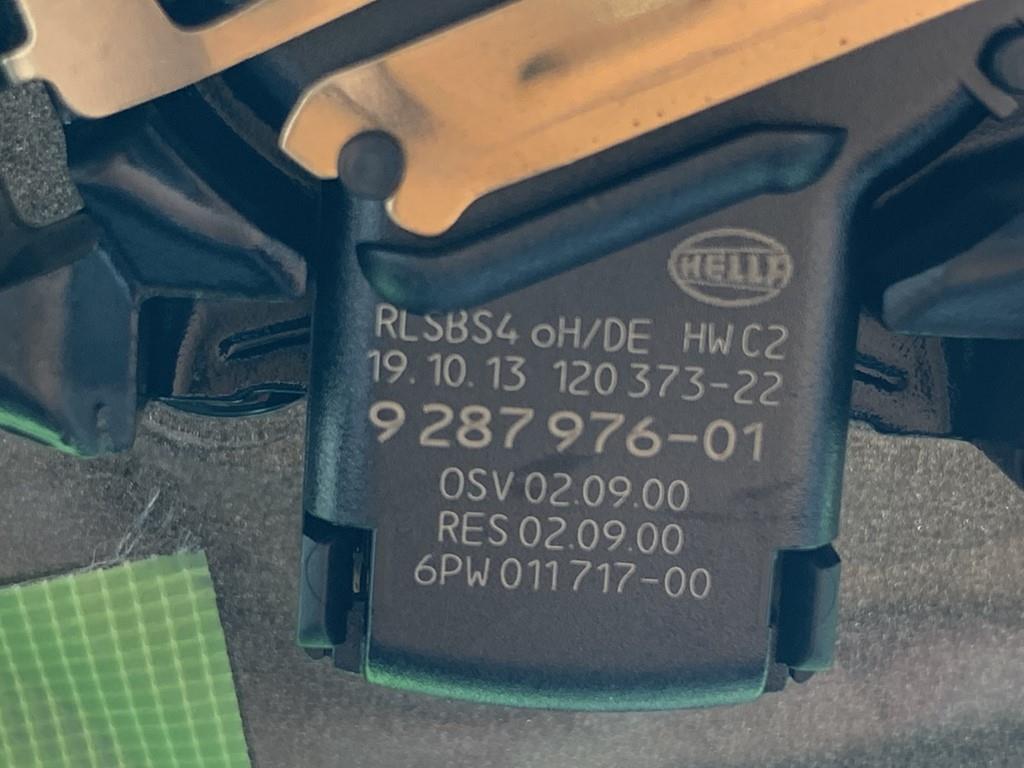 HELLA
RLSBS4 oH/DE HW C2
19.10.13 120 373-22
9 287 976-01
OSV 02.09.00
RES 02.09.00
6PW 011 717-00